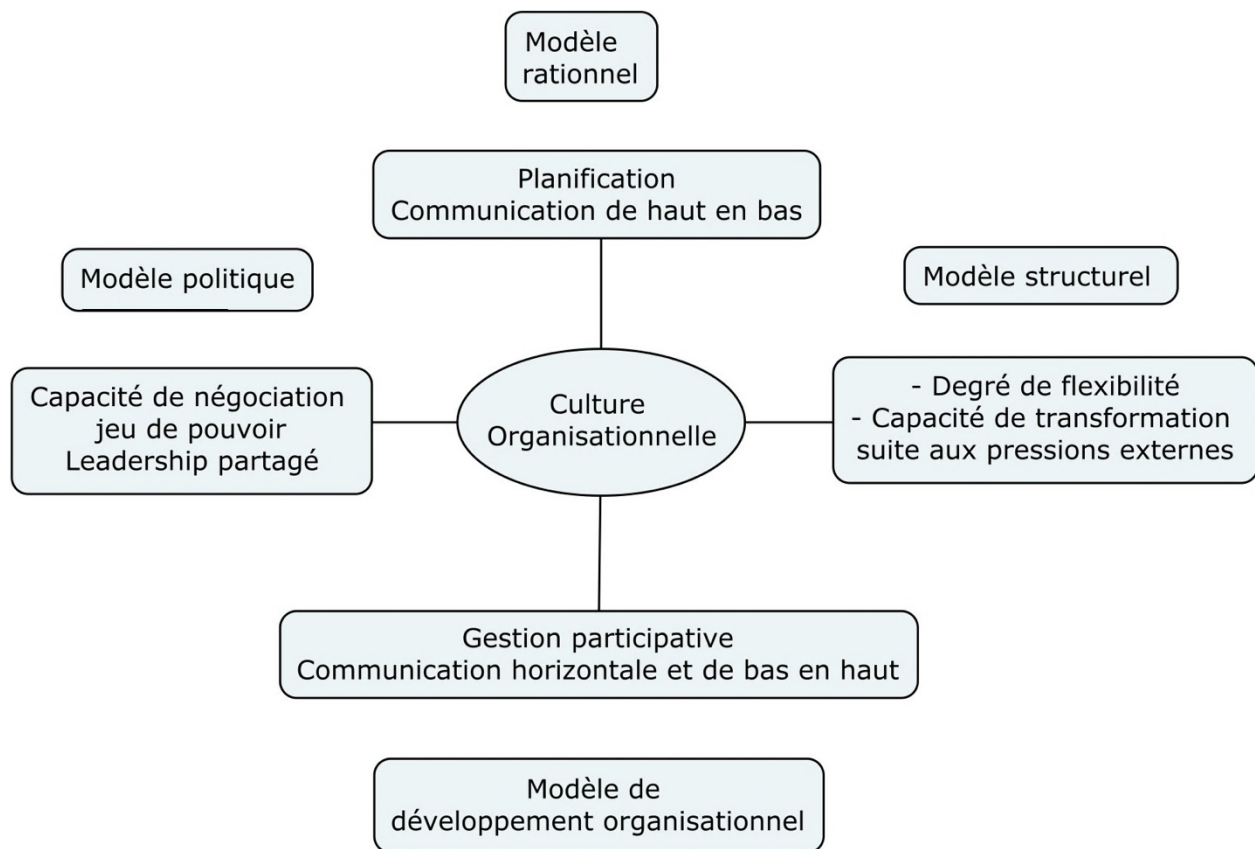 Modèle
rationnel
Planification
Communication de haut en bas
Modèle politique
Modèle structurel
Capacité de négociation
jeu de pouvoir
Leadership partagé
Culture
Organisationnelle
- Degré de flexibilité
- Capacité de transformation
suite aux pressions externes
Gestion participative
Communication horizontale et de bas en haut
Modèle de
développement organisationnel